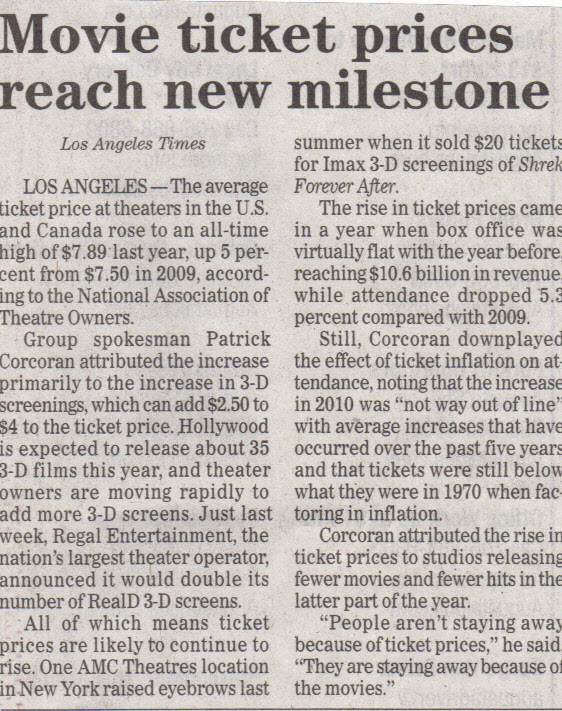 Movie ticket prices
reach new milestone
Los Angeles Times
LOS ANGELES — The average
ticket price at theaters in the U.S.
and Canada rose to an all-time
high of $7.89 last year, up 5 per-
cent from $7.50 in 2009, accord-
ing to the National Association of
Theatre Owners.
Group spokesman Patrick
Corcoran attributed the increase
primarily to the increase in 3-D
screenings, which can add $2.50 to
$4 to the ticket price. Hollywood
is expected to release about 35
3-D films this year, and theater
owners are moving rapidly to
add more 3-D screens. Just last
week, Regal Entertainment, the
nation's largest theater operator,
announced it would double its
number of RealD 3-D screens.
All of which means ticket
prices are likely to continue to
rise. One AMC Theatres location
in New York raised eyebrows last
summer when it sold $20 tickets
for Imax 3-D screenings of Shrek
Forever After.
The rise in ticket prices came
in a year when box office was
virtually flat with the year before,
reaching $10.6 billion in revenue,
while attendance dropped 5.3
percent compared with 2009.
Still, Corcoran downplayed
the effect of ticket inflation on at-
tendance, noting that the increase
in 2010 was “not way out of line”
with average increases that have
occurred over the past five years
and that tickets were still below
what they were in 1970 when fac-
toring in inflation.
Corcoran attributed the rise in
ticket prices to studios releasing
fewer movies and fewer hits in the
latter part of the year.
“People aren't staying away
because of ticket prices,” he said.
“They are staying away because of
the movies.”